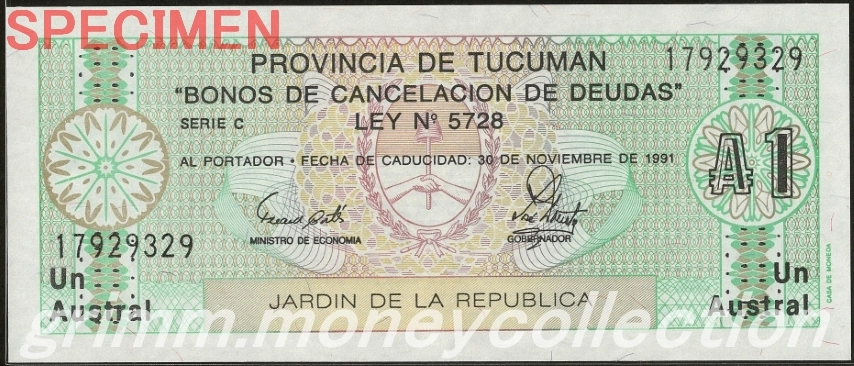 SPECIMEN
PROVINCIA DE TUCUMAN
17929329
"BONOS DE CANCELACION DE DEUDAS"
SERIE C
LEY Nº 5728
AL PORTADOR • FECHA DE CADUCIDAD: 30 DE NOVIEMBRE DE 1991
₳ 1
MINISTRO DE ECONOMIA
GOBERNADOR
17929329
Un
Austral
Un
Austral
JARDIN DE LA REPUBLICA
CASA DE MONEDA
grimm.moneycollection